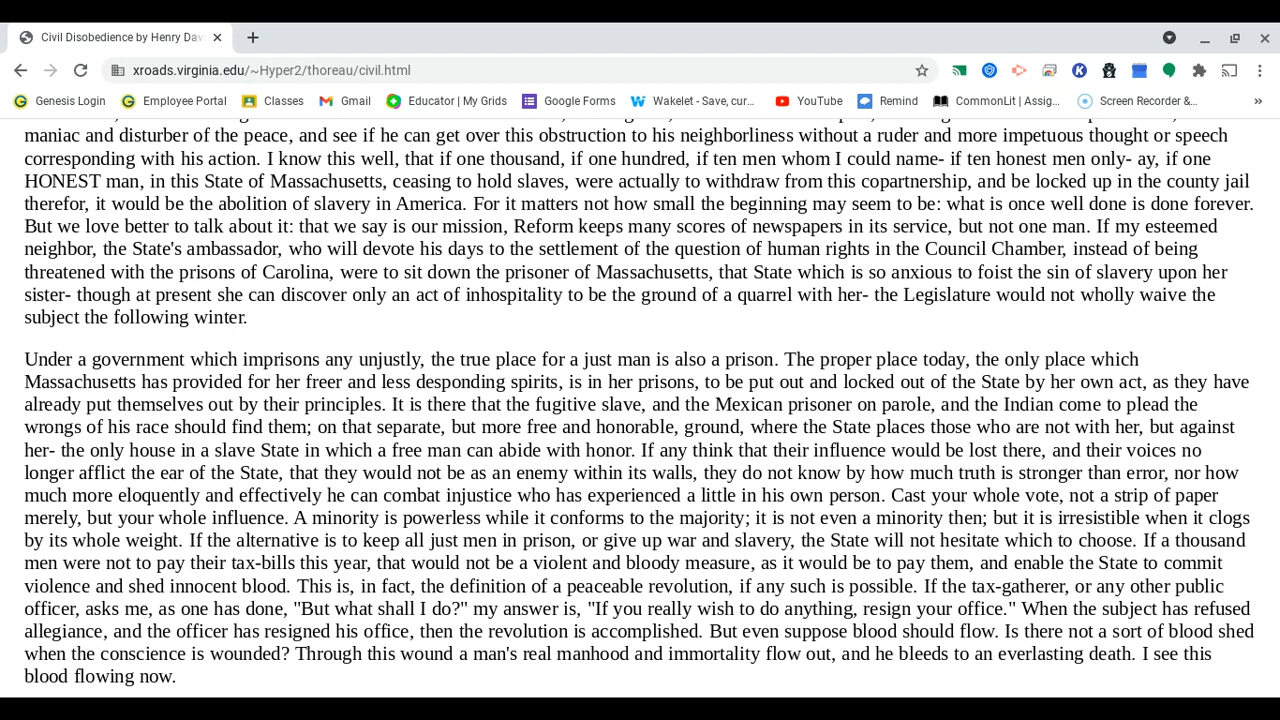 Civil Disobedience by Henry Dav
xroads.virginia.edu/~Hyper2/thoreau/civil.html
Genesis Login Employee Portal Classes Gmail Educator | My Grids Google Forms Wakelet - Save, cur... YouTube Remind CommonLit | Assig... Screen Recorder &... »
maniac and disturber of the peace, and see if he can get over this obstruction to his neighborliness without a ruder and more impetuous thought or speech
corresponding with his action. I know this well, that if one thousand, if one hundred, if ten men whom I could name- if ten honest men only- ay, if one
HONEST man, in this State of Massachusetts, ceasing to hold slaves, were actually to withdraw from this copartnership, and be locked up in the county jail
therefor, it would be the abolition of slavery in America. For it matters not how small the beginning may seem to be: what is once well done is done forever.
But we love better to talk about it: that we say is our mission, Reform keeps many scores of newspapers in its service, but not one man. If my esteemed
neighbor, the State's ambassador, who will devote his days to the settlement of the question of human rights in the Council Chamber, instead of being
threatened with the prisons of Carolina, were to sit down the prisoner of Massachusetts, that State which is so anxious to foist the sin of slavery upon her
sister- though at present she can discover only an act of inhospitality to be the ground of a quarrel with her- the Legislature would not wholly waive the
subject the following winter.
Under a government which imprisons any unjustly, the true place for a just man is also a prison. The proper place today, the only place which
Massachusetts has provided for her freer and less desponding spirits, is in her prisons, to be put out and locked out of the State by her own act, as they have
already put themselves out by their principles. It is there that the fugitive slave, and the Mexican prisoner on parole, and the Indian come to plead the
wrongs of his race should find them; on that separate, but more free and honorable, ground, where the State places those who are not with her, but against
her- the only house in a slave State in which a free man can abide with honor. If any think that their influence would be lost there, and their voices no
longer afflict the ear of the State, that they would not be as an enemy within its walls, they do not know by how much truth is stronger than error, nor how
much more eloquently and effectively he can combat injustice who has experienced a little in his own person. Cast your whole vote, not a strip of paper
merely, but your whole influence. A minority is powerless while it conforms to the majority; it is not even a minority then; but it is irresistible when it clogs
by its whole weight. If the alternative is to keep all just men in prison, or give up war and slavery, the State will not hesitate which to choose. If a thousand
men were not to pay their tax-bills this year, that would not be a violent and bloody measure, as it would be to pay them, and enable the State to commit
violence and shed innocent blood. This is, in fact, the definition of a peaceable revolution, if any such is possible. If the tax-gatherer, or any other public
officer, asks me, as one has done, "But what shall I do?" my answer is, "If you really wish to do anything, resign your office." When the subject has refused
allegiance, and the officer has resigned his office, then the revolution is accomplished. But even suppose blood should flow. Is there not a sort of blood shed
when the conscience is wounded? Through this wound a man's real manhood and immortality flow out, and he bleeds to an everlasting death. I see this
blood flowing now.